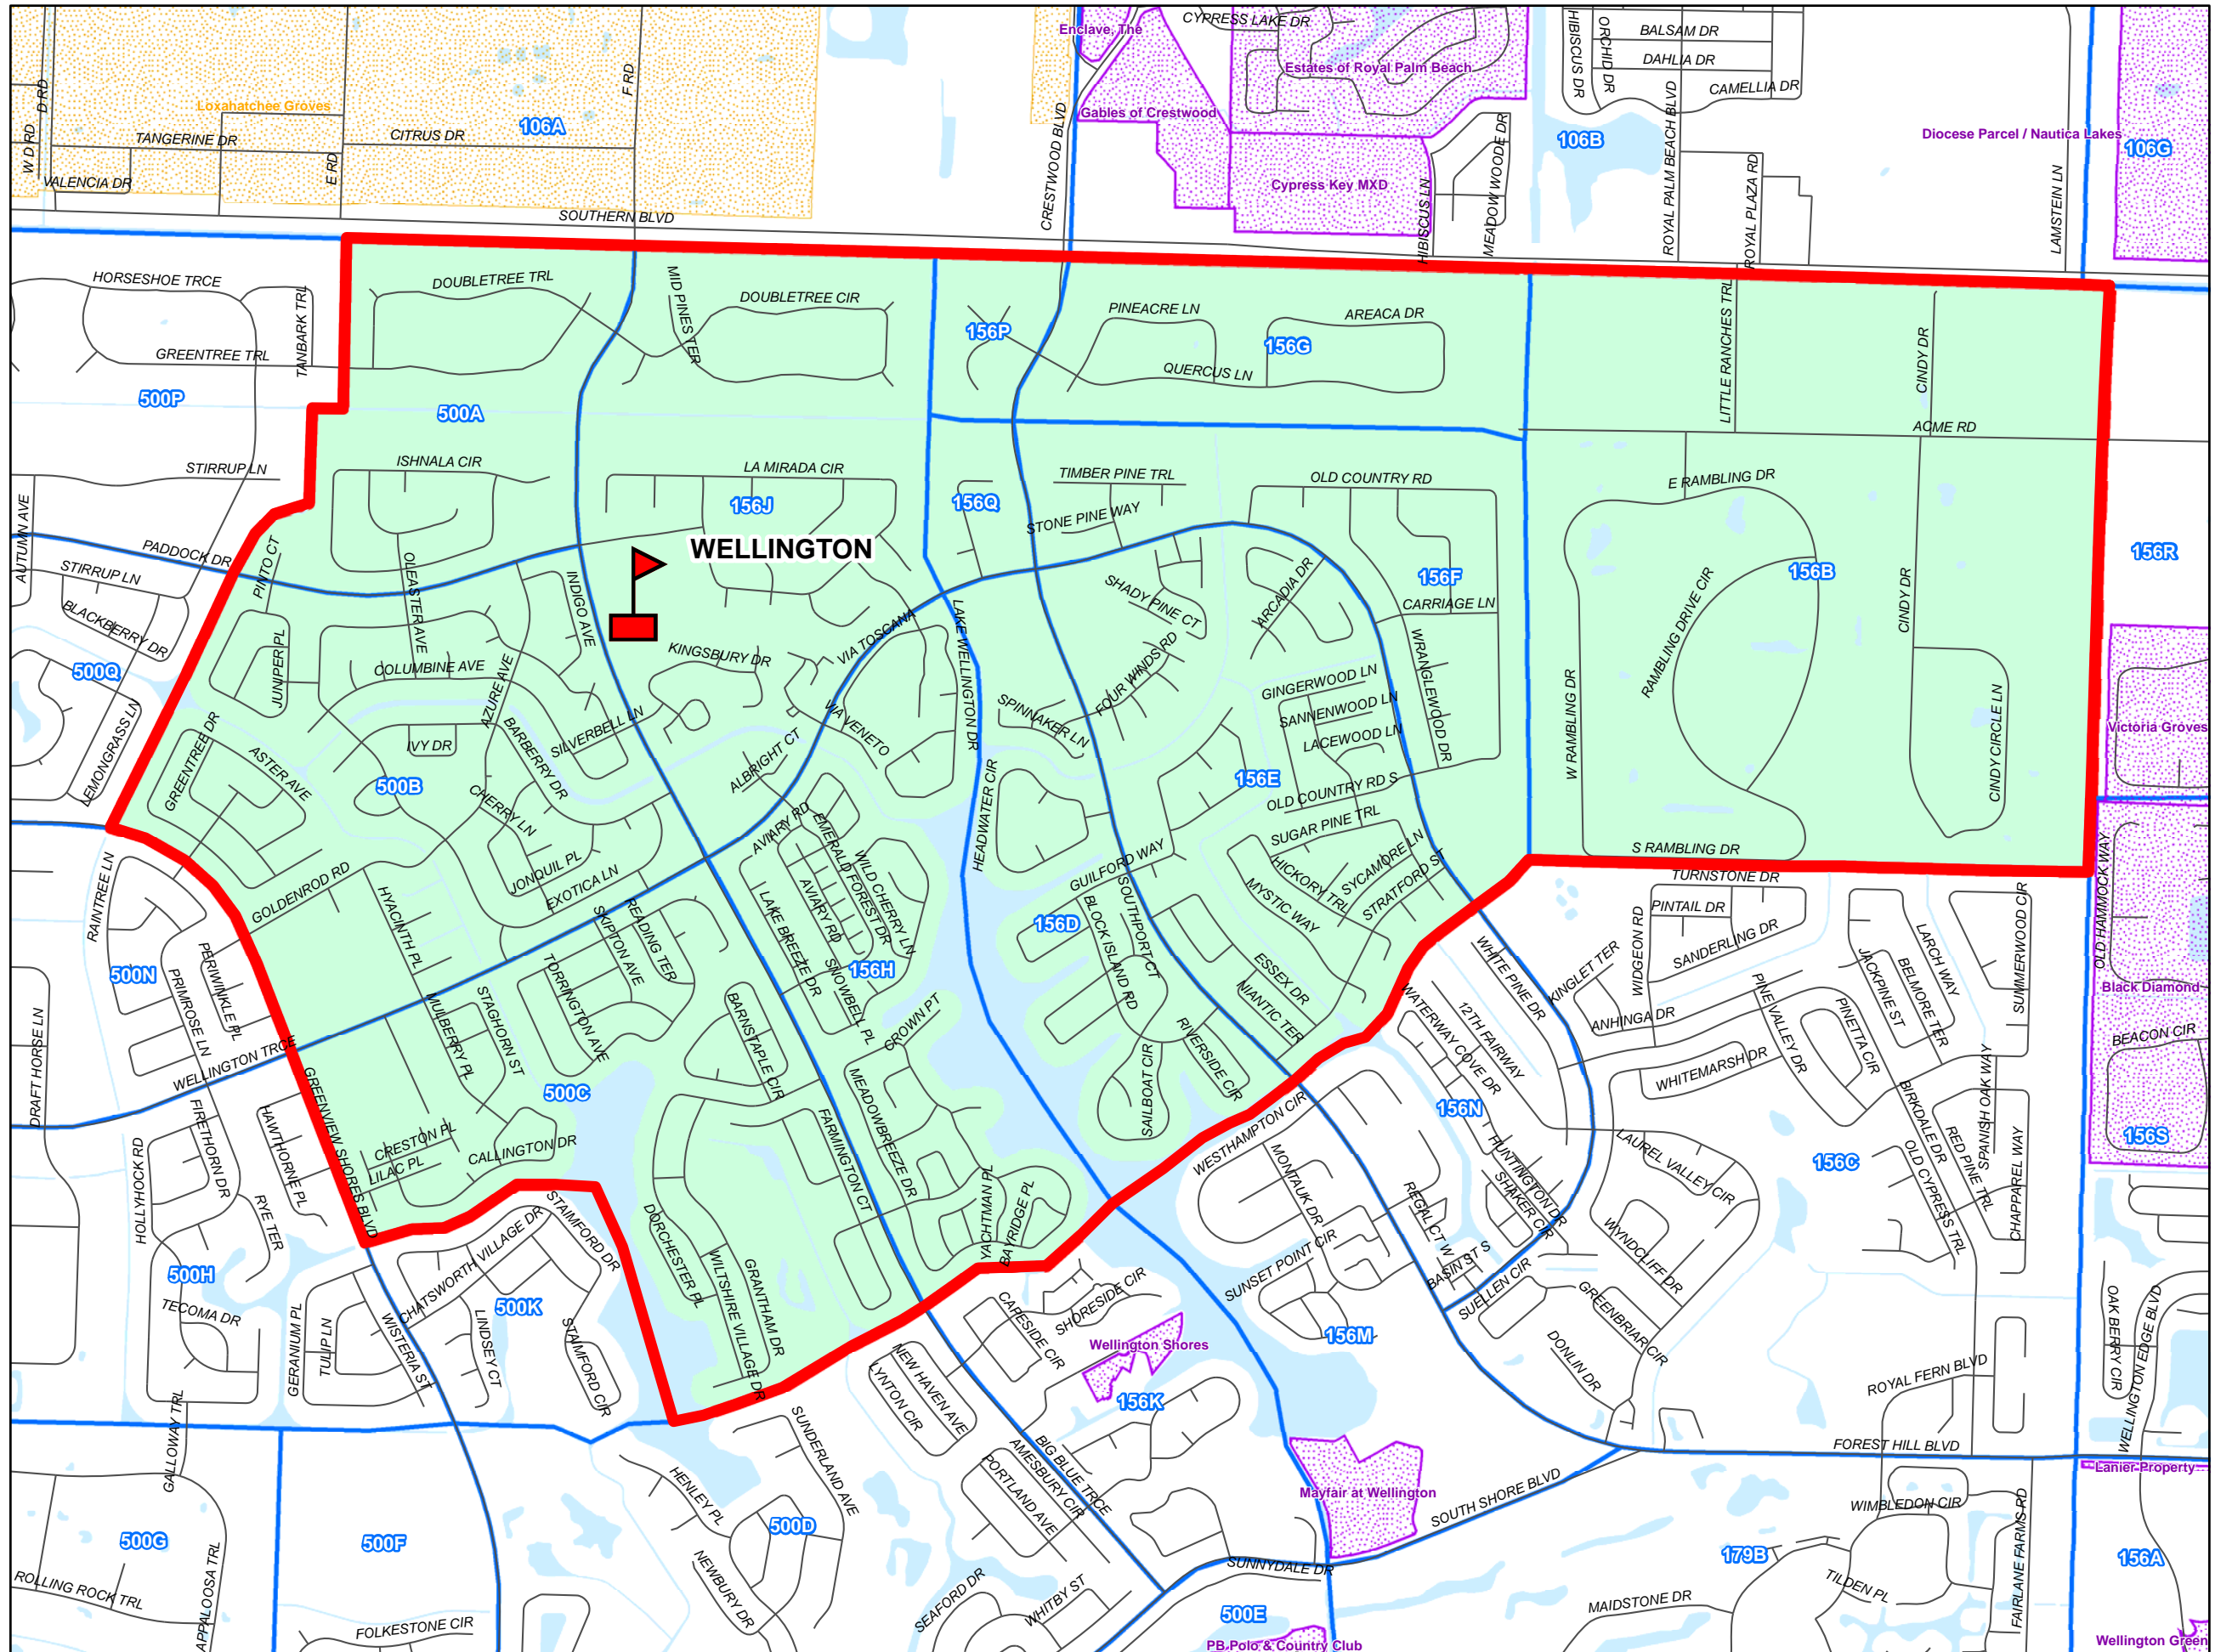 CYPRESS LAKE DR
Enclave, The
HIBISCUS DR
ORCHID DR
BALSAM DR
DAHLIA DR
CAMELLIA DR
Estates of Royal Palm Beach
Gables of Crestwood
D RD
W D RD
Loxahatchee Groves
F RD
106A
TANGERINE DR
CITRUS DR
E RD
VALENCIA DR
CRESTWOOD BLVD
106B
ROYAL PALM BEACH BLVD
Diocese Parcel / Nautica Lakes
106G
Cypress Key MXD
HIBISCUS LN
MEADOW WOODE DR
ROYAL PLAZA RD
LAMSTEIN LN
SOUTHERN BLVD
HORSESHOE TRCE
TANBARK TRL
GREENTREE TRL
DOUBLETREE TRL
MID PINES TER
DOUBLETREE CIR
156P
PINEACRE LN
156G
AREACA DR
QUERCUS LN
LITTLE RANCHES TRL
CINDY DR
500P
500A
ACME RD
STIRRUP LN
ISHNALA CIR
LA MIRADA CIR
156J
156Q
TIMBER PINE TRL
OLD COUNTRY RD
E RAMBLING DR
STONE PINE WAY
AUTUMN AVE
PADDOCK DR
PINTO CT
WELLINGTON
156R
STIRRUP LN
OLEASTER AVE
INDIGO AVE
SHADY PINE CT
ARCADIA DR
156F
CARRIAGE LN
RAMBLING DRIVE CIR
156B
CINDY DR
BLACKBERRY DR
JUNIPER PL
COLUMBINE AVE
KINGSBURY DR
VIA TOSCANA
LAKE WELLINGTON DR
FOUR WINDS RD
WRANGLEWOOD DR
500Q
LEMONGRASS LN
AZURE AVE
GINGERWOOD LN
SANNENWOOD LN
LACEWOOD LN
GREENTREE DR
ASTER AVE
IVY DR
BARBERRY DR
SILVERBELL LN
VIA VENETO
SPINNAKER LN
W RAMBLING DR
CINDY CIRCLE LN
Victoria Groves
500B
CHERRY LN
ALBRIGHT CT
HEADWATER CIR
156E
OLD COUNTRY RD S
SUGAR PINE TRL
AVIARY RD
EMERALD FOREST DR
WILD CHERRY LN
S RAMBLING DR
RAINTREE LN
GOLDENROD RD
JONQUIL PL
EXOTICA LN
GUILFORD WAY
HICKORY TRL
SYCAMORE LN
STRATFORD ST
MYSTIC WAY
TURNSTONE DR
OLD HAMMOCK WAY
HYACINTH PL
SKIPTON AVE
READING TER
LAKE BREEZE DR
AVIARY RD
156D
BLOCK ISLAND RD
SOUTHPORT CT
PINTAIL DR
SUMMERWOOD CIR
500N
PERIWINKLE PL
PRIMROSE LN
TORRINGTON AVE
SNOWBELL PL
156H
ESSEX DR
NIANTIC TER
WHITE PINE DR
KINGLET TER
WIDGEON RD
SANDERLING DR
JACKPINE ST
LARCH WAY
BELMORE TER
Black Diamond
DRAFT HORSE LN
WELLINGTON TRCE
MULBERRY PL
STAGHORN ST
BARNSTAPLE CIR
CROWN PT
WATERWAY COVE DR
12TH FAIRWAY
ANHINGA DR
PINE VALLEY DR
PINETTA CIR
BEACON CIR
GREENVIEW SHORES BLVD
500C
MEADOWBREEZE DR
SAILBOAT CIR
RIVERSIDE CIR
WESTHAMPTON CIR
156N
WHITEMARSH DR
BIRKDALE DR
SPANISH OAK WAY
FIRETHORN DR
HAWTHORNE PL
HOLLYHOCK RD
CRESTON PL
LILAC PL
CALLINGTON DR
FARMINGTON CT
YACHTMAN PL
BAYRIDGE PL
MONTAUK DR
HUNTINGTON DR
SHAKER CIR
LAUREL VALLEY CIR
156C
OLD CYPRESS TRL
RED PINE TRL
CHAPPAREL WAY
156S
RYE TER
500H
STAIMFORD DR
CHATSWORTH VILLAGE DR
DORCHESTER PL
WILTSHIRE VILLAGE DR
GRANTHAM DR
REGAL CT W
BASIN ST S
SUNSET POINT CIR
WYNDCLIFF DR
TECOMA DR
GERANIUM PL
TULIP LN
WISTERIA ST
LINDSEY CT
500K
STAIMFORD CIR
CAPESIDE CIR
SHORESIDE CIR
Wellington Shores
156M
SUELLEN CIR
GREENBRIAR CIR
DONLIN DR
OAK BERRY CIR
WELLINGTON EDGE BLVD
GALLOWAY TRL
NEW HAVEN AVE
LYNTON CIR
156K
ROYAL FERN BLVD
SUNDERLAND AVE
BIG BLUE TRCE
AMESBURY CIR
PORTLAND AVE
FOREST HILL BLVD
Lanier Property
HENLEY PL
Mayfair at Wellington
SOUTH SHORE BLVD
WIMBLEDON CIR
FAIRLANE FARMS RD
500G
500F
500D
179B
156A
APPALOOSA TRL
ROLLING ROCK TRL
NEWBURY DR
SUNNYDALE DR
SEAFORD DR
WHITBY ST
500E
MAIDSTONE DR
TILDEN PL
FOLKESTONE CIR
PB Polo & Country Club
Wellington Green